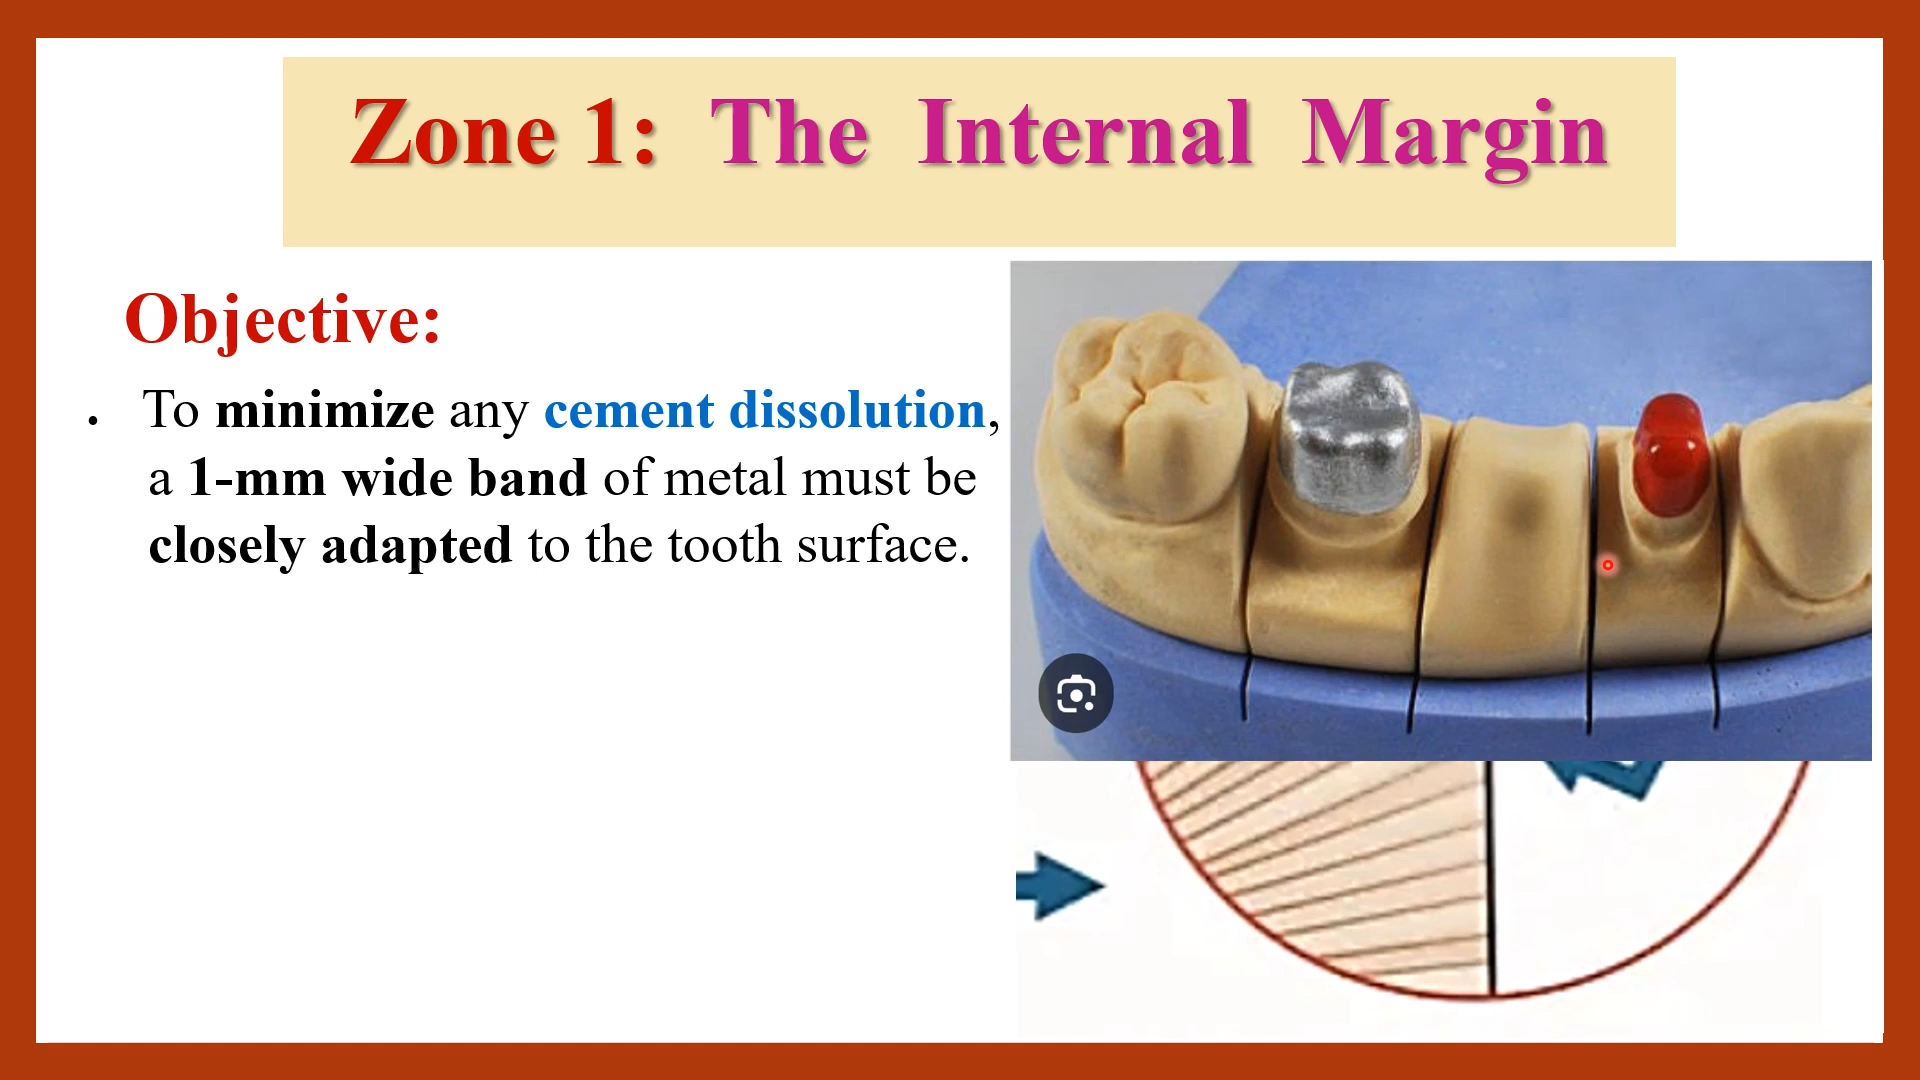 Zone 1: The Internal Margin
Objective:
• To minimize any cement dissolution,
a 1-mm wide band of metal must be
closely adapted to the tooth surface.